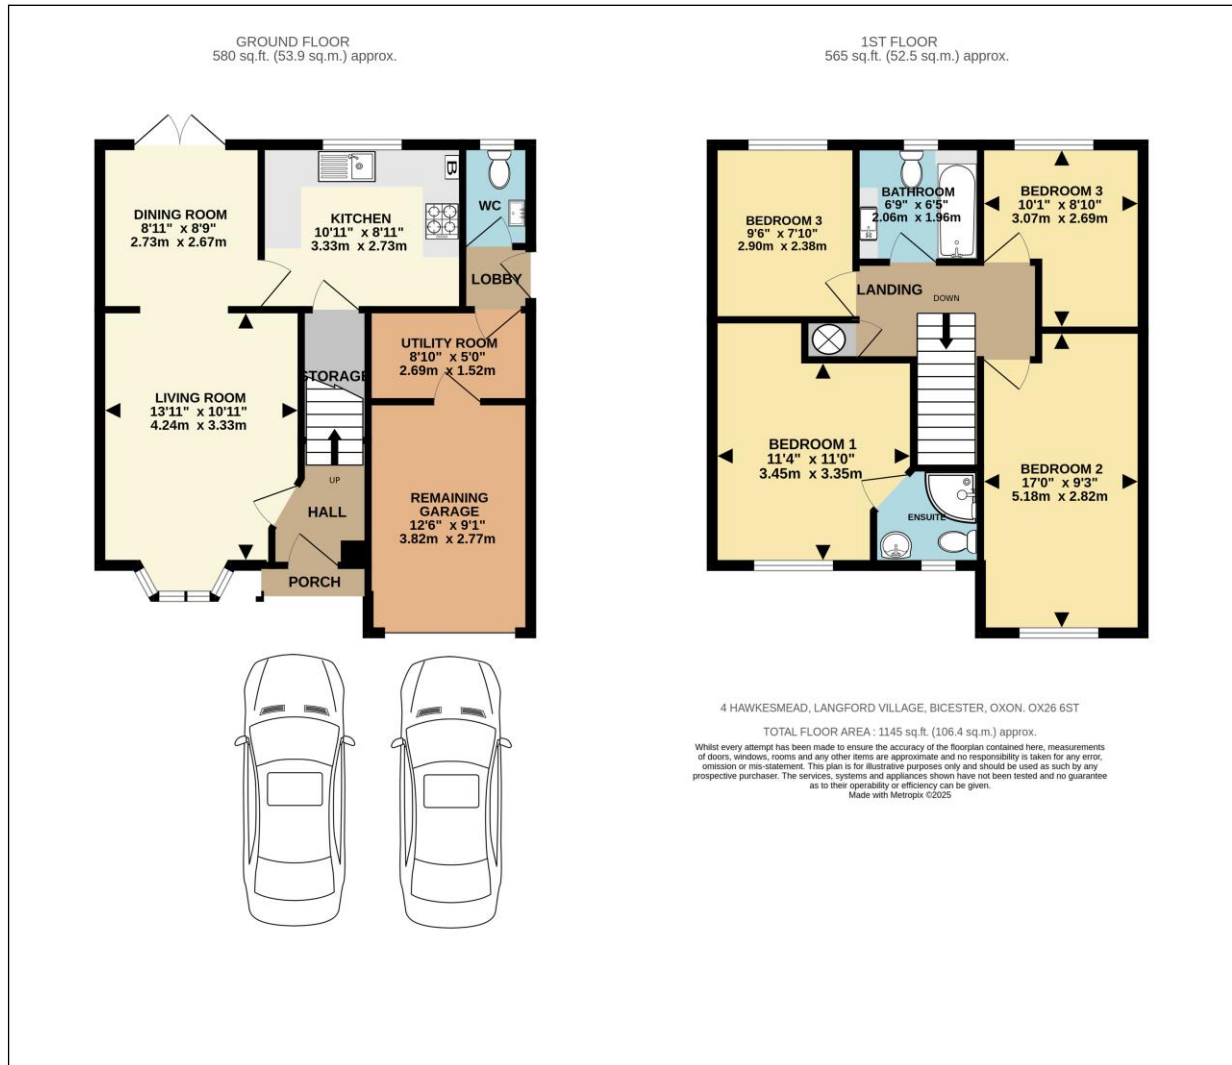 GROUND FLOOR
580 sq.ft. (53.9 sq.m.) approx.
DINING ROOM
8'11" x 8'9"
2.73m x 2.67m
KITCHEN
10'11" x 8'11"
3.33m x 2.73m
B
WC
LOBBY
UTILITY ROOM
8'10" x 5'0"
2.69m x 1.52m
STORAGE
LIVING ROOM
13'11" x 10'11"
4.24m x 3.33m
UP
HALL
REMAINING
GARAGE
12'6" x 9'1"
3.82m x 2.77m
PORCH
1ST FLOOR
565 sq.ft. (52.5 sq.m.) approx.
BEDROOM 3
9'6" x 7'10"
2.90m x 2.38m
BATHROOM
6'9" x 6'5"
2.06m x 1.96m
BEDROOM 3
10'1" x 8'10"
3.07m x 2.69m
LANDING
DOWN
BEDROOM 1
11'4" x 11'0"
3.45m x 3.35m
BEDROOM 2
17'0" x 9'3"
5.18m x 2.82m
ENSUITE
4 HAWKESMEAD, LANGFORD VILLAGE, BICESTER, OXON. OX26 6ST
TOTAL FLOOR AREA : 1145 sq.ft. (106.4 sq.m.) approx.
Whilst every attempt has been made to ensure the accuracy of the floorplan contained here, measurements
of doors, windows, rooms and any other items are approximate and no responsibility is taken for any error,
omission or mis-statement. This plan is for illustrative purposes only and should be used as such by any
prospective purchaser. The services, systems and appliances shown have not been tested and no guarantee
as to their operability or efficiency can be given.
Made with Metropix ©2025